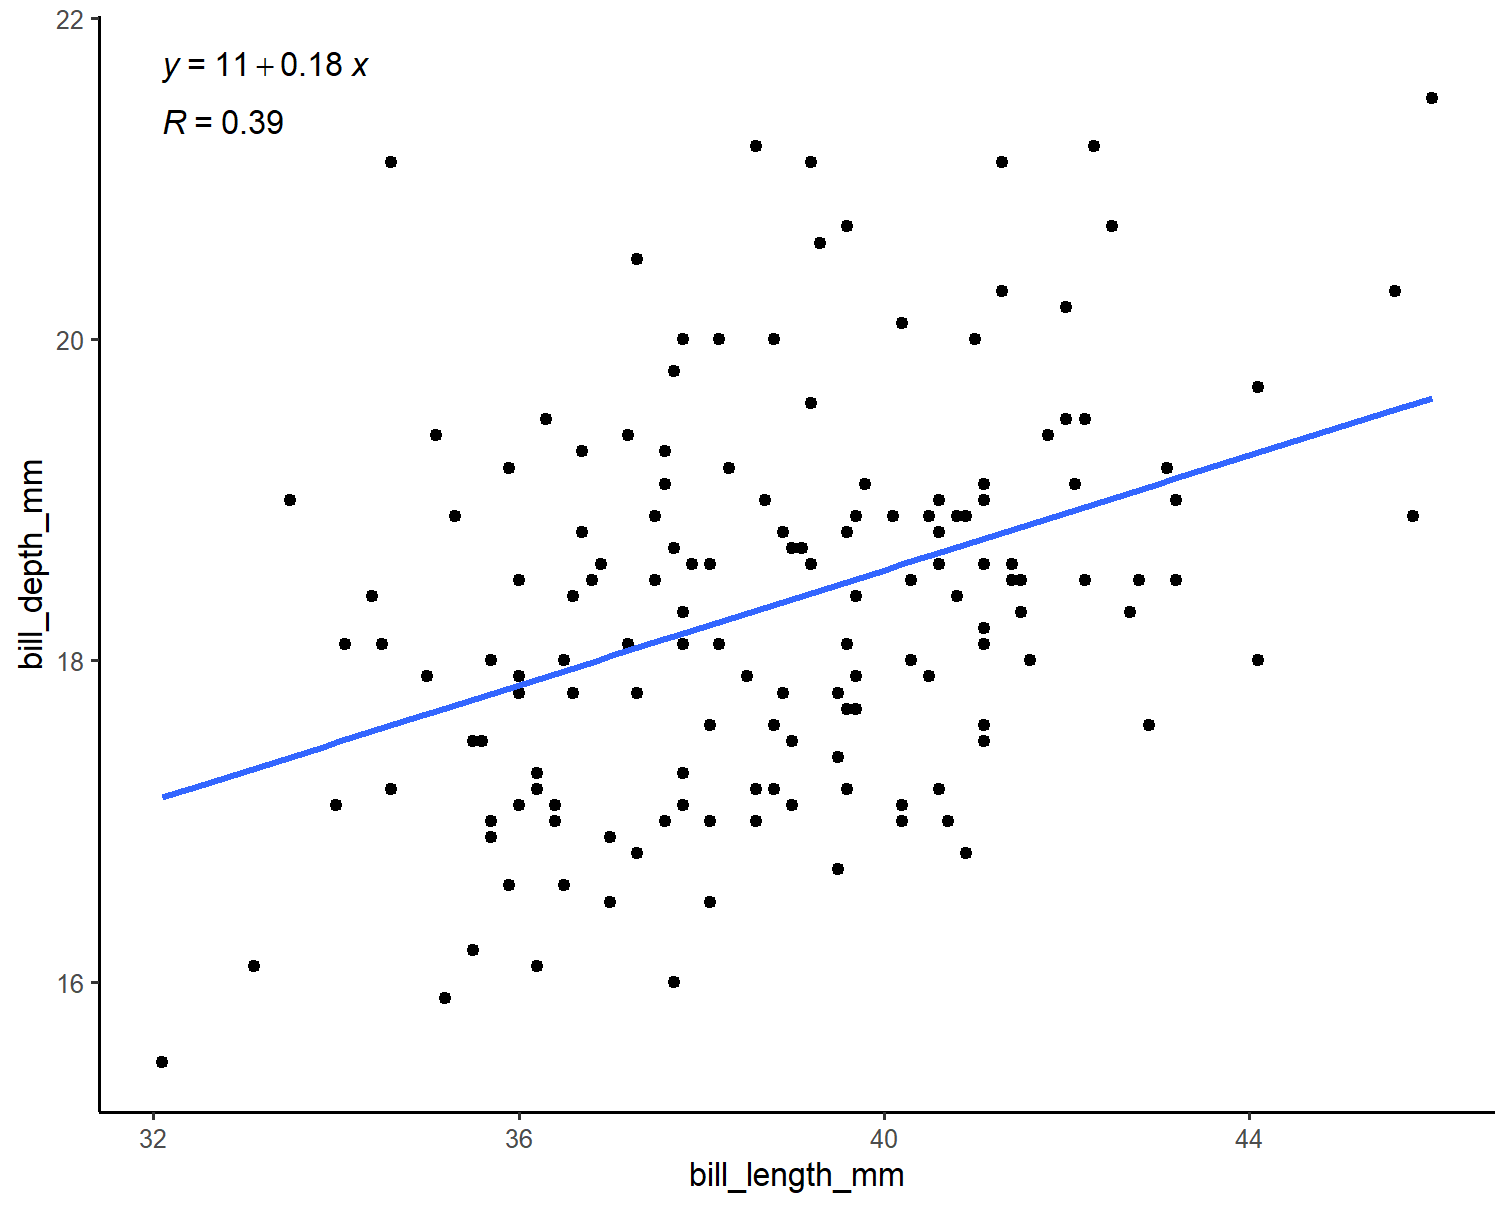 22
y = 11 + 0.18 x
R = 0.39
20
18
16
bill_depth_mm
32 36 40 44
bill_length_mm